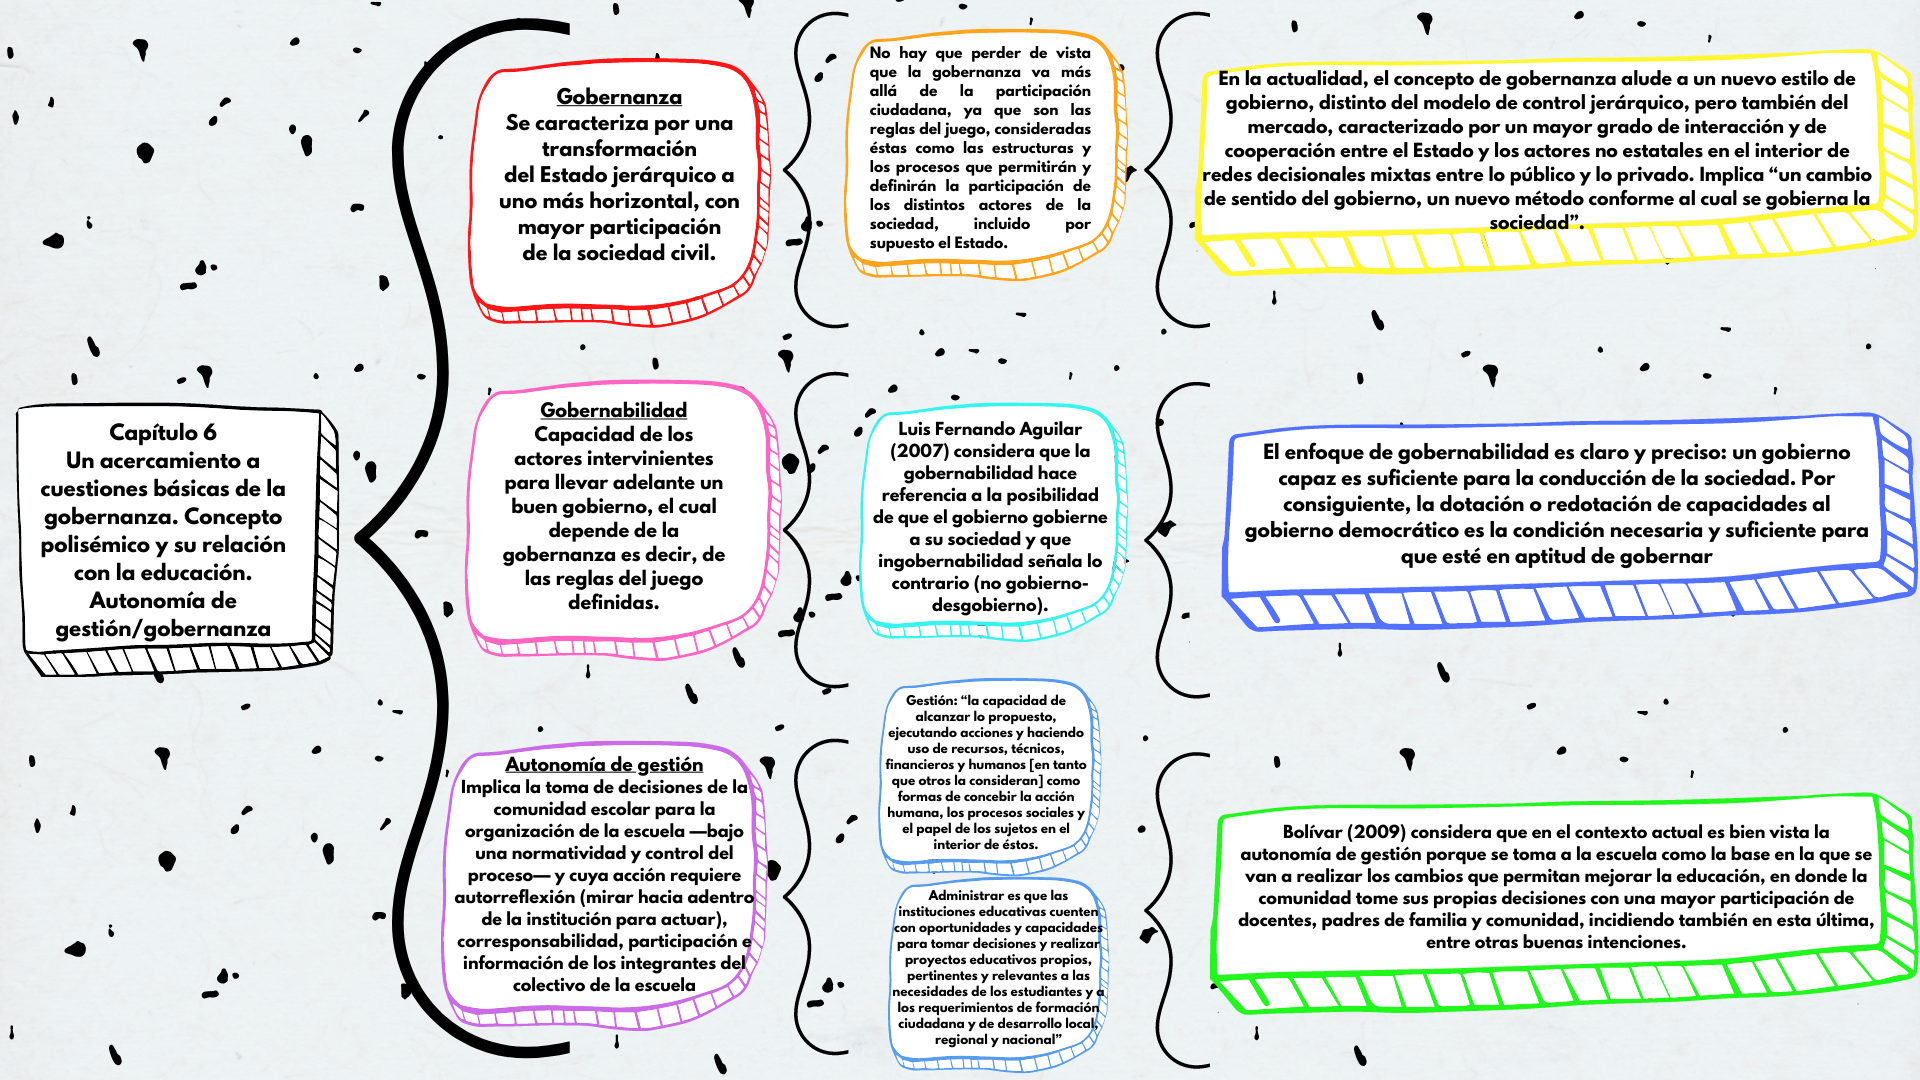 Capítulo 6
Un acercamiento a
cuestiones básicas de la
gobernanza. Concepto
polisémico y su relación
con la educación.
Autonomía de
gestión/gobernanza
Gobernanza
Se caracteriza por una
transformación
del Estado jerárquico a
uno más horizontal, con
mayor participación
de la sociedad civil.
No hay que perder de vista
que la gobernanza va más
allá de la participación
ciudadana, ya que son las
reglas del juego, consideradas
éstas como las estructuras y
los procesos que permitirán y
definirán la participación de
los distintos actores de la
sociedad, incluido por
supuesto el Estado.
En la actualidad, el concepto de gobernanza alude a un nuevo estilo de
gobierno, distinto del modelo de control jerárquico, pero también del
mercado, caracterizado por un mayor grado de interacción y de
cooperación entre el Estado y los actores no estatales en el interior de
redes decisionales mixtas entre lo público y lo privado. Implica “un cambio
de sentido del gobierno, un nuevo método conforme al cual se gobierna la
sociedad”.
Gobernabilidad
Capacidad de los
actores intervinientes
para llevar adelante un
buen gobierno, el cual
depende de la
gobernanza es decir, de
las reglas del juego
definidas.
Luis Fernando Aguilar
(2007) considera que la
gobernabilidad hace
referencia a la posibilidad
de que el gobierno gobierne
a su sociedad y que
ingobernabilidad señala lo
contrario (no gobierno-
desgobierno).
El enfoque de gobernabilidad es claro y preciso: un gobierno
capaz es suficiente para la conducción de la sociedad. Por
consiguiente, la dotación o redotación de capacidades al
gobierno democrático es la condición necesaria y suficiente para
que esté en aptitud de gobernar
Autonomía de gestión
Implica la toma de decisiones de la
comunidad escolar para la
organización de la escuela —bajo
una normatividad y control del
proceso— y cuya acción requiere
autorreflexión (mirar hacia adentro
de la institución para actuar),
corresponsabilidad, participación e
información de los integrantes del
colectivo de la escuela
Gestión: “la capacidad de
alcanzar lo propuesto,
ejecutando acciones y haciendo
uso de recursos, técnicos,
financieros y humanos [en tanto
que otros la consideran] como
formas de concebir la acción
humana, los procesos sociales y
el papel de los sujetos en el
interior de éstos.
Administrar es que las
instituciones educativas cuenten
con oportunidades y capacidades
para tomar decisiones y realizar
proyectos educativos propios,
pertinentes y relevantes a las
necesidades de los estudiantes y a
los requerimientos de formación
ciudadana y de desarrollo local,
regional y nacional”
Bolívar (2009) considera que en el contexto actual es bien vista la
autonomía de gestión porque se toma a la escuela como la base en la que se
van a realizar los cambios que permitan mejorar la educación, en donde la
comunidad tome sus propias decisiones con una mayor participación de
docentes, padres de familia y comunidad, incidiendo también en esta última,
entre otras buenas intenciones.